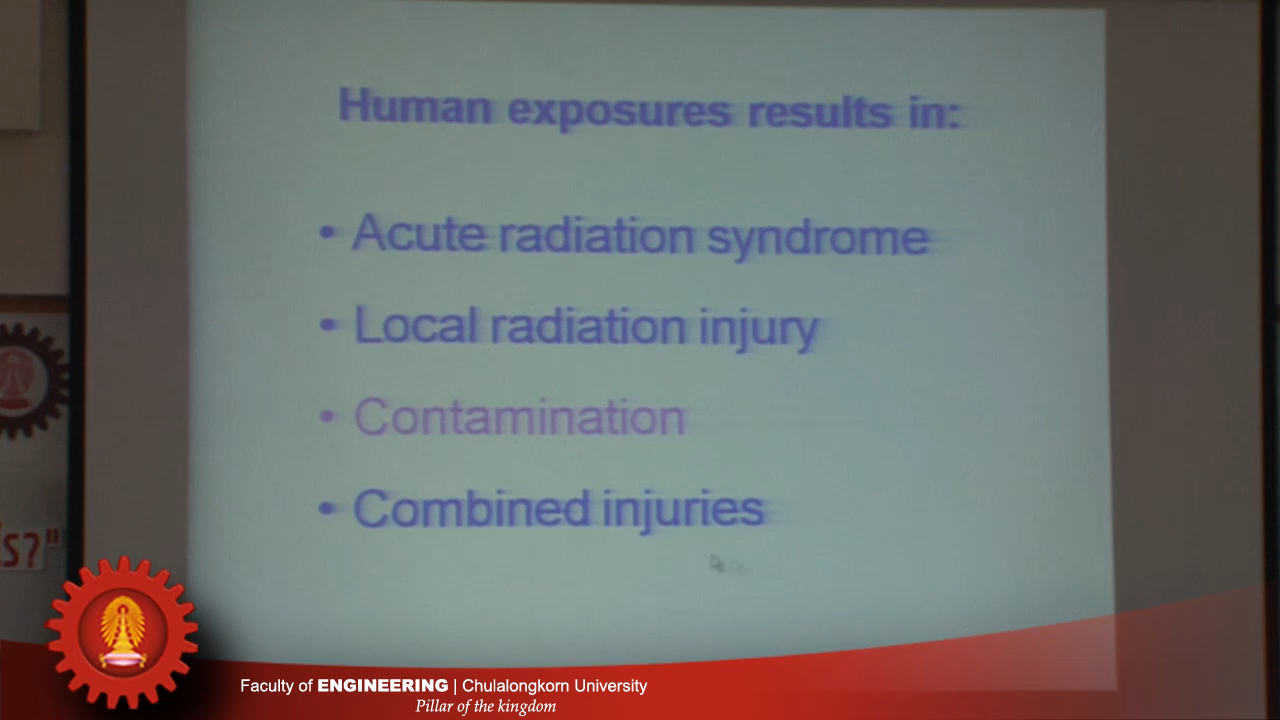 Human exposures results in:
• Acute radiation syndrome
• Local radiation injury
• Contamination
• Combined injuries
S?"
Faculty of ENGINEERING | Chulalongkorn University
Pillar of the kingdom